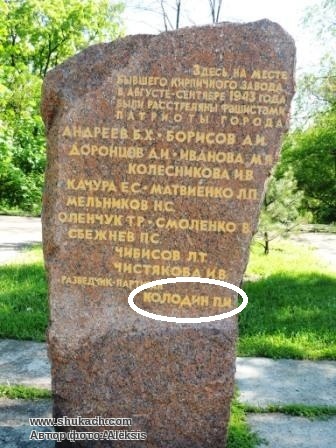 Здесь на месте
бывшего кирпичного завода
в августе-сентябре 1943 года
были расстреляны фашистами
патриоты города
Андреев Б.Х.·Борисов Д.И.
Доронцов Д.И.·Иванова М.И.
Колесникова И.В.
Качура Е.С·Матвиенко Л.П.
Мельников Н.С.
Оленчук Т.Р·Смоленко В.
Сбежнев П.С.
Чибисов Л.Т.
Чистякова И.В.
разведчик-
Колодин П.И
www.shukach.com
Автор фото: Aleksis